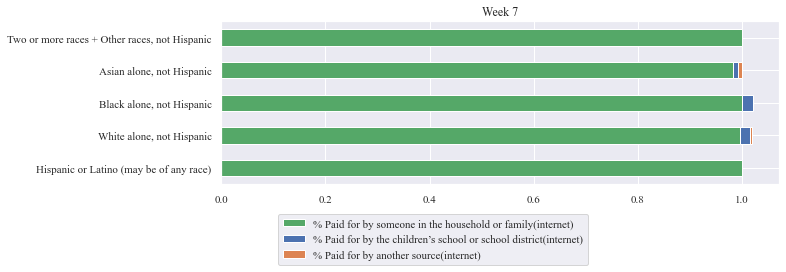 Week 7
Two or more races + Other races, not Hispanic
Asian alone, not Hispanic
Black alone, not Hispanic
White alone, not Hispanic
Hispanic or Latino (may be of any race)
0.0 0.2 0.4 0.6 0.8 1.0
% Paid for by someone in the household or family(internet)
% Paid for by the children’s school or school district(internet)
% Paid for by another source(internet)